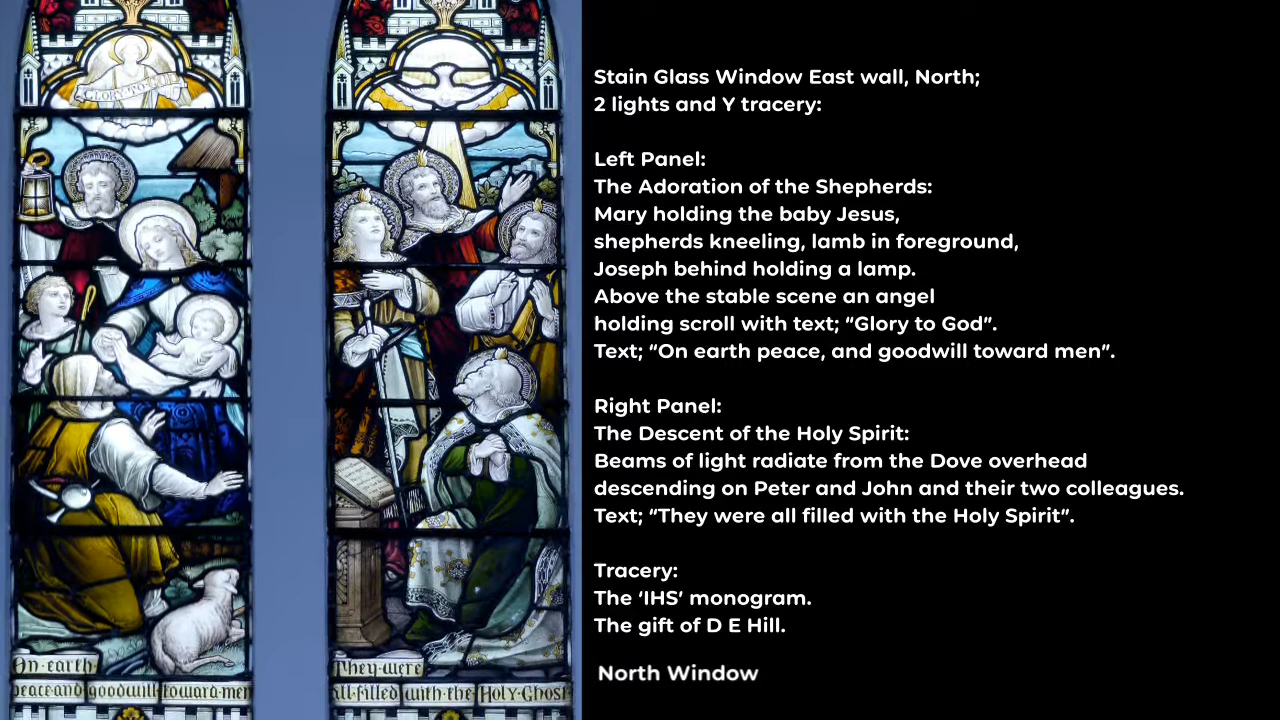 GLORY·TO·GOD
On·earth
peace·and goodwill toward·men
They·were
all·filled with·the Holy·Ghost
Stain Glass Window East wall, North;
2 lights and Y tracery:
Left Panel:
The Adoration of the Shepherds:
Mary holding the baby Jesus,
shepherds kneeling, lamb in foreground,
Joseph behind holding a lamp.
Above the stable scene an angel
holding scroll with text; “Glory to God”.
Text; “On earth peace, and goodwill toward men”.
Right Panel:
The Descent of the Holy Spirit:
Beams of light radiate from the Dove overhead
descending on Peter and John and their two colleagues.
Text; “They were all filled with the Holy Spirit”.
Tracery:
The ‘IHS’ monogram.
The gift of D E Hill.
North Window